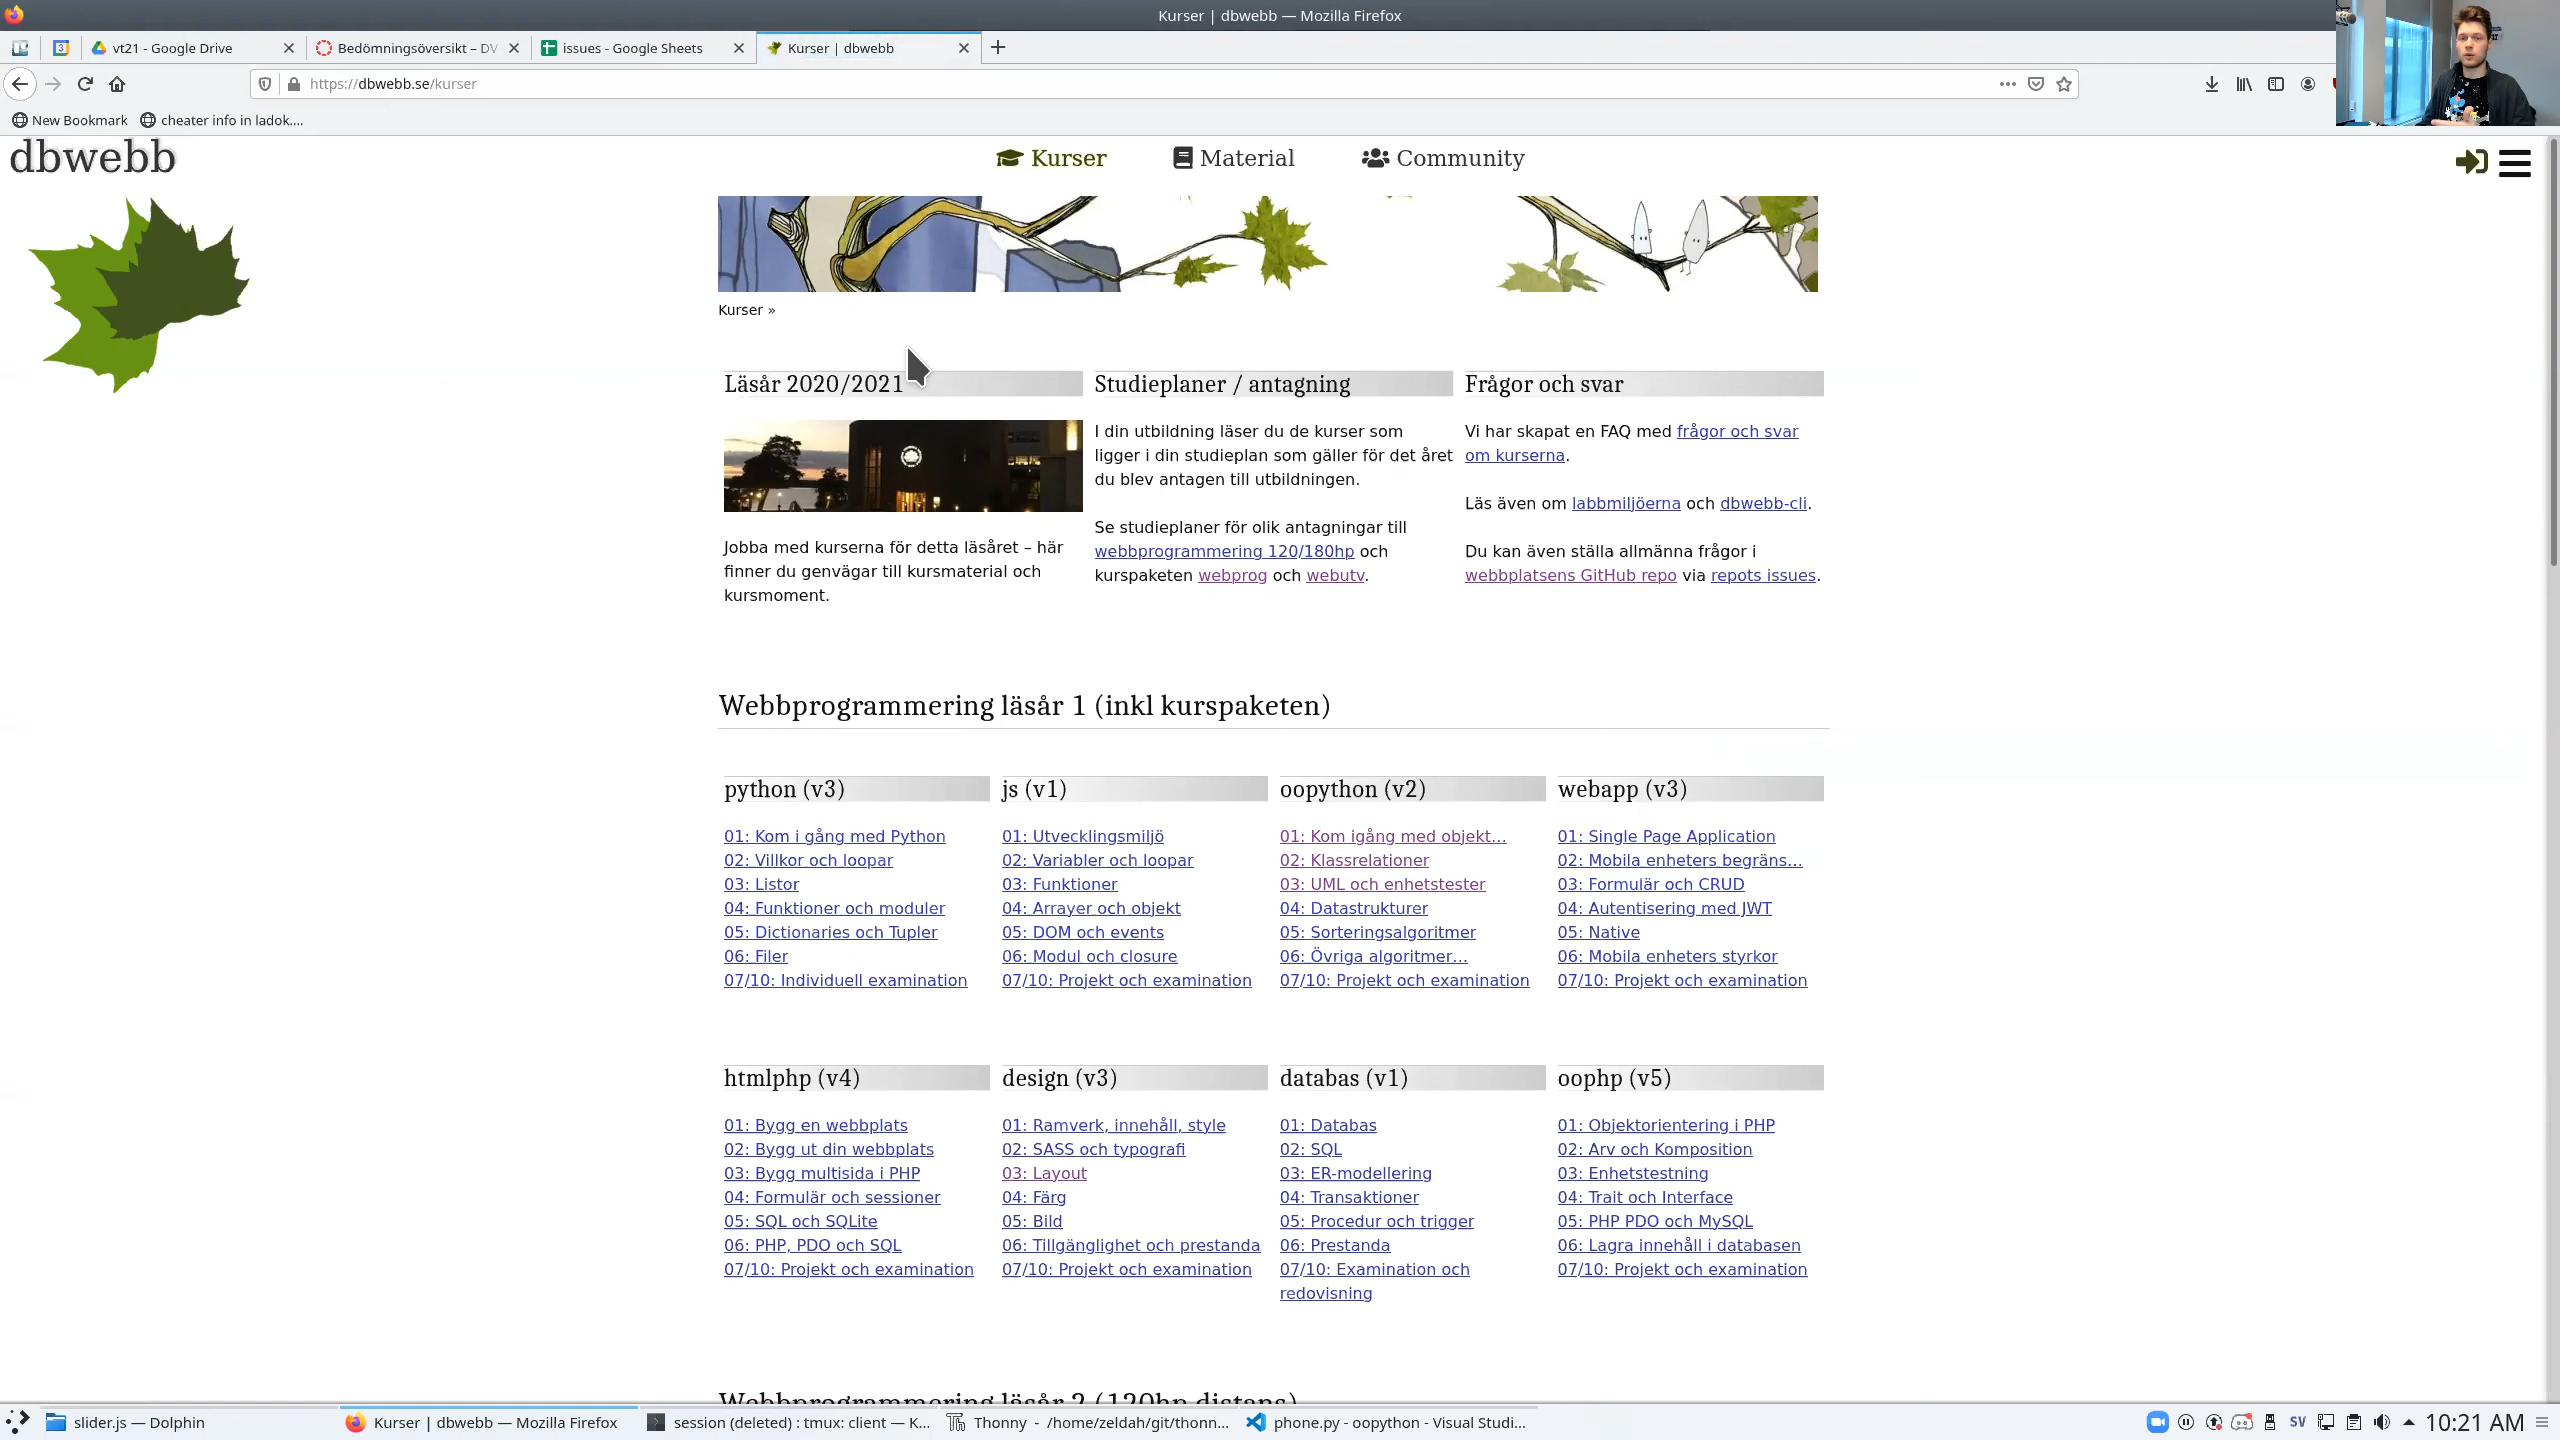 Kurser | dbwebb — Mozilla Firefox
vt21 - Google Drive
Bedömningsöversikt – DV
issues - Google Sheets
Kurser | dbwebb
https://dbwebb.se/kurser
New Bookmark
cheater info in ladok....
dbwebb
Kurser
Material
Community
Kurser »
Läsår 2020/2021
Jobba med kurserna för detta läsåret – här
finner du genvägar till kursmaterial och
kursmoment.
Studieplaner / antagning
I din utbildning läser du de kurser som
ligger i din studieplan som gäller för det året
du blev antagen till utbildningen.
Se studieplaner för olik antagningar till
webbprogrammering 120/180hp och
kurspaketen webprog och webutv.
Frågor och svar
Vi har skapat en FAQ med frågor och svar
om kurserna.
Läs även om labbmiljöerna och dbwebb-cli.
Du kan även ställa allmänna frågor i
webbplatsens GitHub repo via repots issues.
Webbprogrammering läsår 1 (inkl kurspaketen)
python (v3)
01: Kom i gång med Python
02: Villkor och loopar
03: Listor
04: Funktioner och moduler
05: Dictionaries och Tupler
06: Filer
07/10: Individuell examination
js (v1)
01: Utvecklingsmiljö
02: Variabler och loopar
03: Funktioner
04: Arrayer och objekt
05: DOM och events
06: Modul och closure
07/10: Projekt och examination
oopython (v2)
01: Kom igång med objekt...
02: Klassrelationer
03: UML och enhetstester
04: Datastrukturer
05: Sorteringsalgoritmer
06: Övriga algoritmer...
07/10: Projekt och examination
webapp (v3)
01: Single Page Application
02: Mobila enheters begräns...
03: Formulär och CRUD
04: Autentisering med JWT
05: Native
06: Mobila enheters styrkor
07/10: Projekt och examination
htmlphp (v4)
01: Bygg en webbplats
02: Bygg ut din webbplats
03: Bygg multisida i PHP
04: Formulär och sessioner
05: SQL och SQLite
06: PHP, PDO och SQL
07/10: Projekt och examination
design (v3)
01: Ramverk, innehåll, style
02: SASS och typografi
03: Layout
04: Färg
05: Bild
06: Tillgänglighet och prestanda
07/10: Projekt och examination
databas (v1)
01: Databas
02: SQL
03: ER-modellering
04: Transaktioner
05: Procedur och trigger
06: Prestanda
07/10: Examination och
redovisning
oophp (v5)
01: Objektorientering i PHP
02: Arv och Komposition
03: Enhetstestning
04: Trait och Interface
05: PHP PDO och MySQL
06: Lagra innehåll i databasen
07/10: Projekt och examination
Webbprogrammering läsår 2 (120hp distans)
slider.js — Dolphin
Kurser | dbwebb — Mozilla Firefox
session (deleted) : tmux: client — K...
Thonny - /home/zeldah/git/thonn...
phone.py - oopython - Visual Studi...
SV
10:21 AM